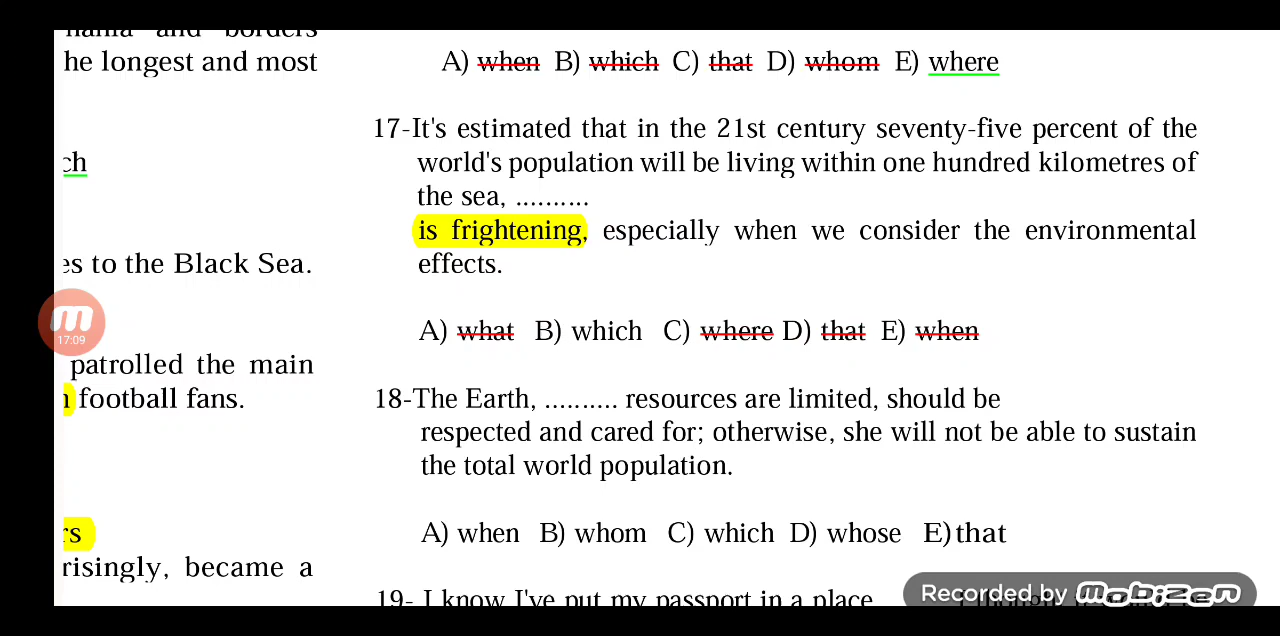 he longest and most
ch
es to the Black Sea.
17:09
patrolled the main
football fans.
rs
risingly, became a
A) when B) which C) that D) whom E) where
17-It's estimated that in the 21st century seventy-five percent of the
world's population will be living within one hundred kilometres of
the sea, ..........
is frightening, especially when we consider the environmental
effects.
A) what B) which C) where D) that E) when
18-The Earth, .......... resources are limited, should be
respected and cared for; otherwise, she will not be able to sustain
the total world population.
A) when B) whom C) which D) whose E) that
19- I know I've put my passport in a place
Recorded by mobizen